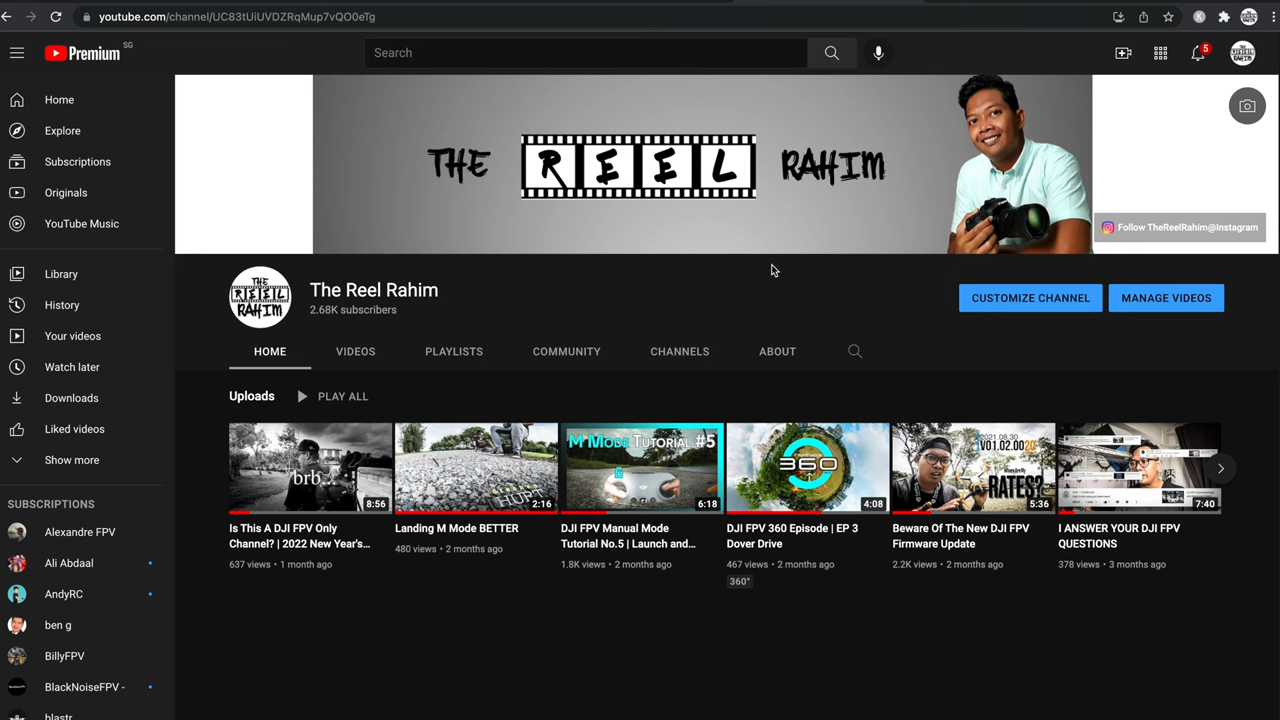 youtube.com/channel/UC83tUiUVDZRqMup7vQO0eTg
Premium SG
Search
5
Home
Explore
Subscriptions
Originals
YouTube Music
Library
History
Your videos
Watch later
Downloads
Liked videos
Show more
SUBSCRIPTIONS
Alexandre FPV
Ali Abdaal
AndyRC
ben g
BillyFPV
BlackNoiseFPV -
blastr
THE REEL RAHIM
Follow TheReelRahim@Instagram
THE
REEL
RAHIM
The Reel Rahim
2.68K subscribers
CUSTOMIZE CHANNEL
MANAGE VIDEOS
HOME
VIDEOS
PLAYLISTS
COMMUNITY
CHANNELS
ABOUT
Uploads
PLAY ALL
brb...
8:56
Is This A DJI FPV Only
Channel? | 2022 New Year's...
637 views • 1 month ago
2:16
Landing M Mode BETTER
480 views • 2 months ago
M MODE TUTORIAL #5
6:18
DJI FPV Manual Mode
Tutorial No.5 | Launch and...
1.8K views • 2 months ago
360
4:08
DJI FPV 360 Episode | EP 3
Dover Drive
467 views • 2 months ago
360°
2021.08.30
V01.02.0020
RATES?
5:36
Beware Of The New DJI FPV
Firmware Update
2.2K views • 2 months ago
7:40
I ANSWER YOUR DJI FPV
QUESTIONS
378 views • 3 months ago